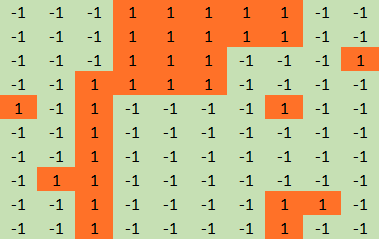 -1 -1 -1 1 1 1 1 1 -1 -1
-1 -1 -1 1 1 1 1 1 -1 -1
-1 -1 -1 1 1 1 -1 -1 -1 1
-1 -1 1 1 1 1 -1 -1 -1 -1
1 -1 1 -1 -1 -1 -1 1 -1 -1
-1 -1 1 -1 -1 -1 -1 -1 -1 -1
-1 -1 1 -1 -1 -1 -1 -1 -1 -1
-1 1 1 -1 -1 -1 -1 -1 -1 -1
-1 -1 1 -1 -1 -1 -1 1 1 -1
-1 -1 1 -1 -1 -1 -1 1 -1 -1